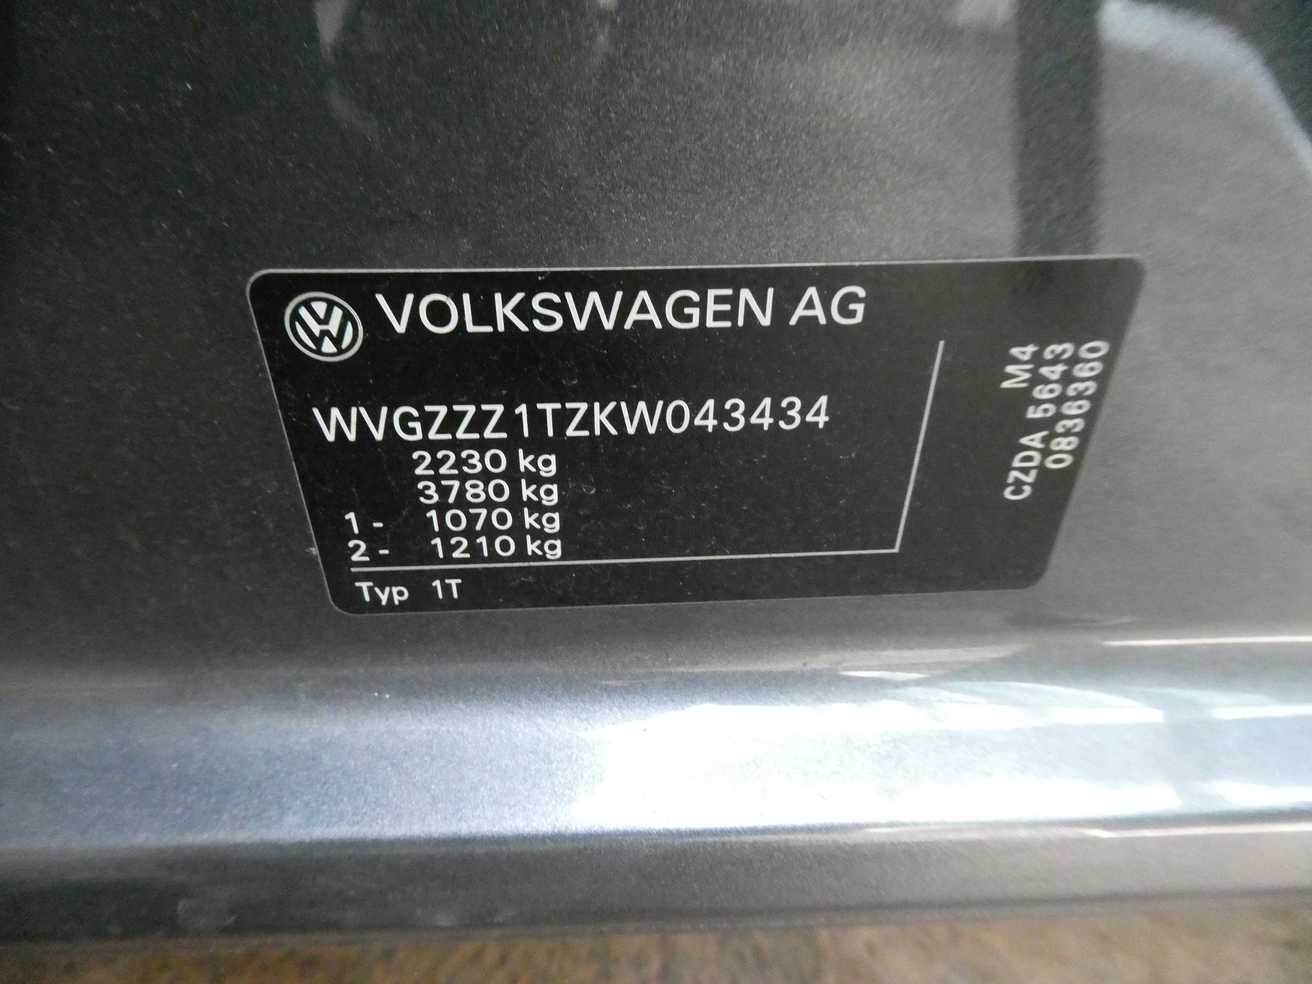 VOLKSWAGEN AG
WVGZZZ1TZKW043434
2230 kg
3780 kg
1 - 1070 kg
2 - 1210 kg
Typ 1T
M4
CZDA 5643
0836360